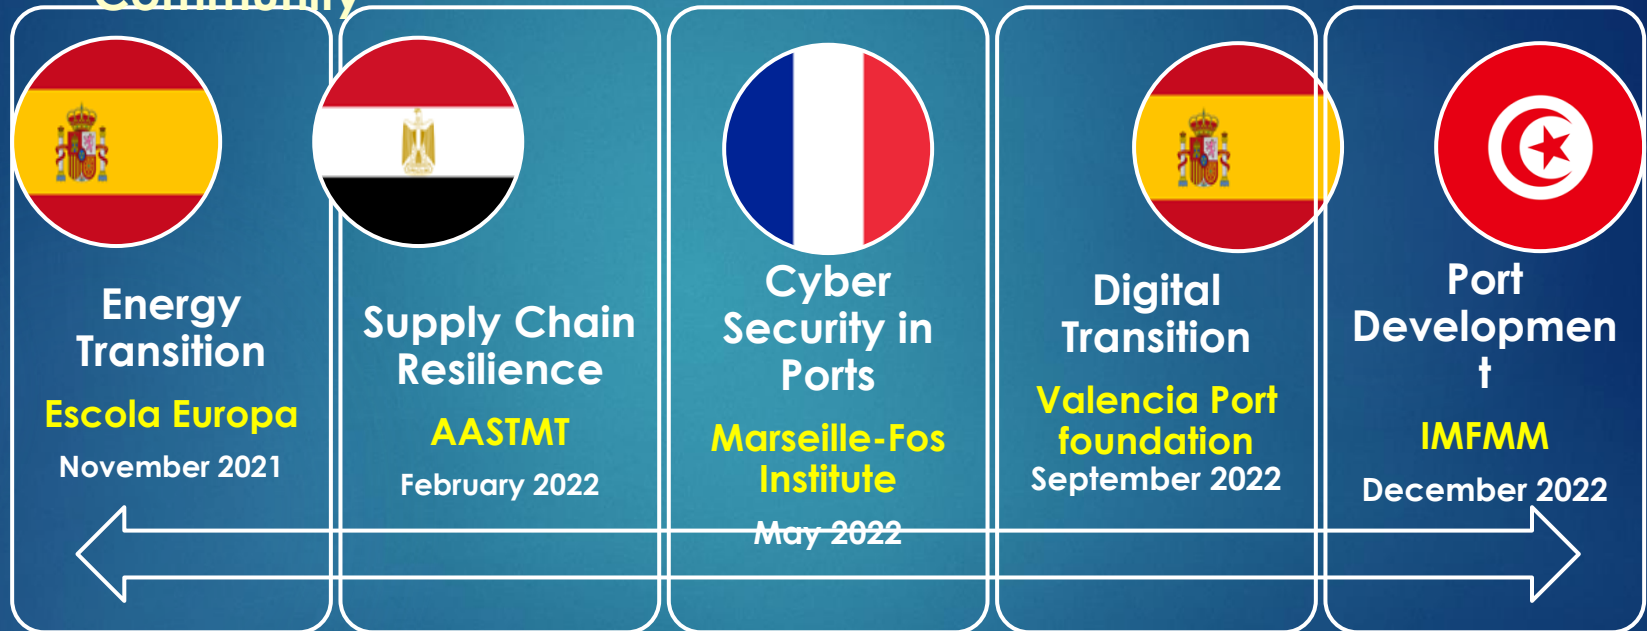 Community
Energy
Transition
Escola Europa
November 2021
Supply Chain
Resilience
AASTMT
February 2022
Cyber
Security in
Ports
Marseille-Fos
Institute
May 2022
Digital
Transition
Valencia Port
foundation
September 2022
Port
Developmen
t
IMFMM
December 2022